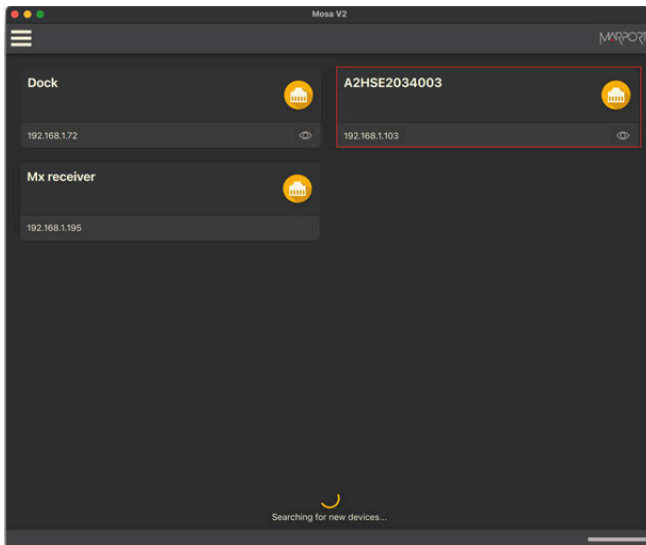 Mosa V2
MARPORT
Dock
192.168.1.72
A2HSE2034003
192.168.1.103
Mx receiver
192.168.1.195
Searching for new devices...